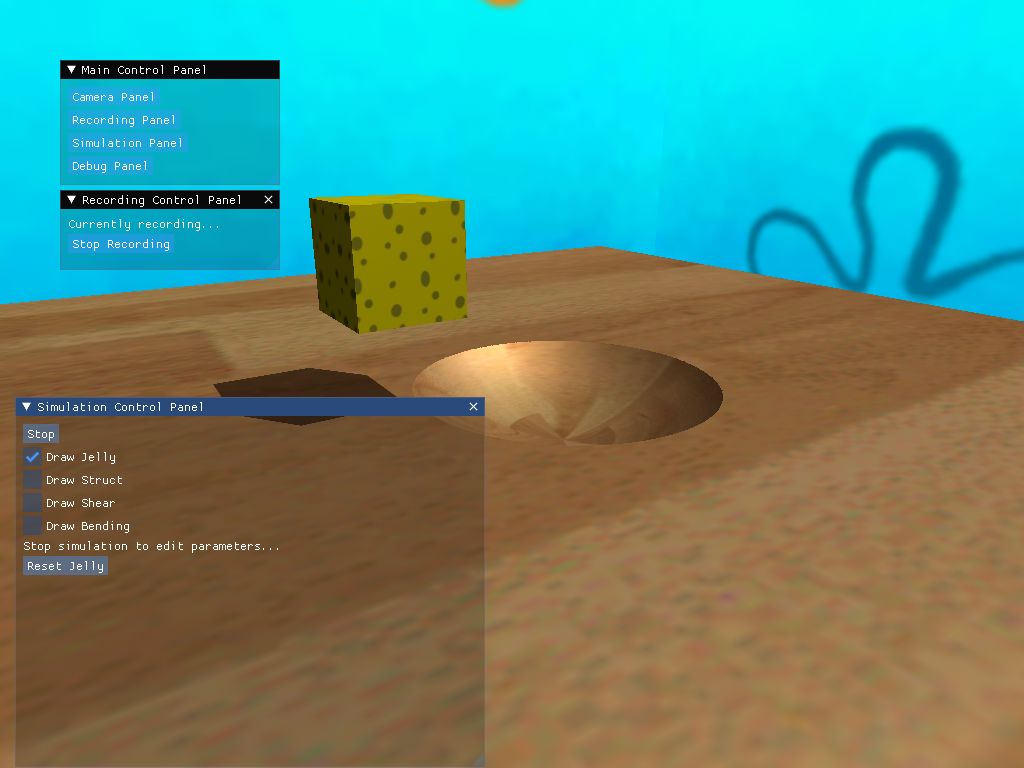 Main Control Panel
Camera Panel
Recording Panel
Simulation Panel
Debug Panel
Recording Control Panel
Currently recording...
Stop Recording
Simulation Control Panel
Stop
Draw Jelly
Draw Struct
Draw Shear
Draw Bending
Stop simulation to edit parameters...
Reset Jelly